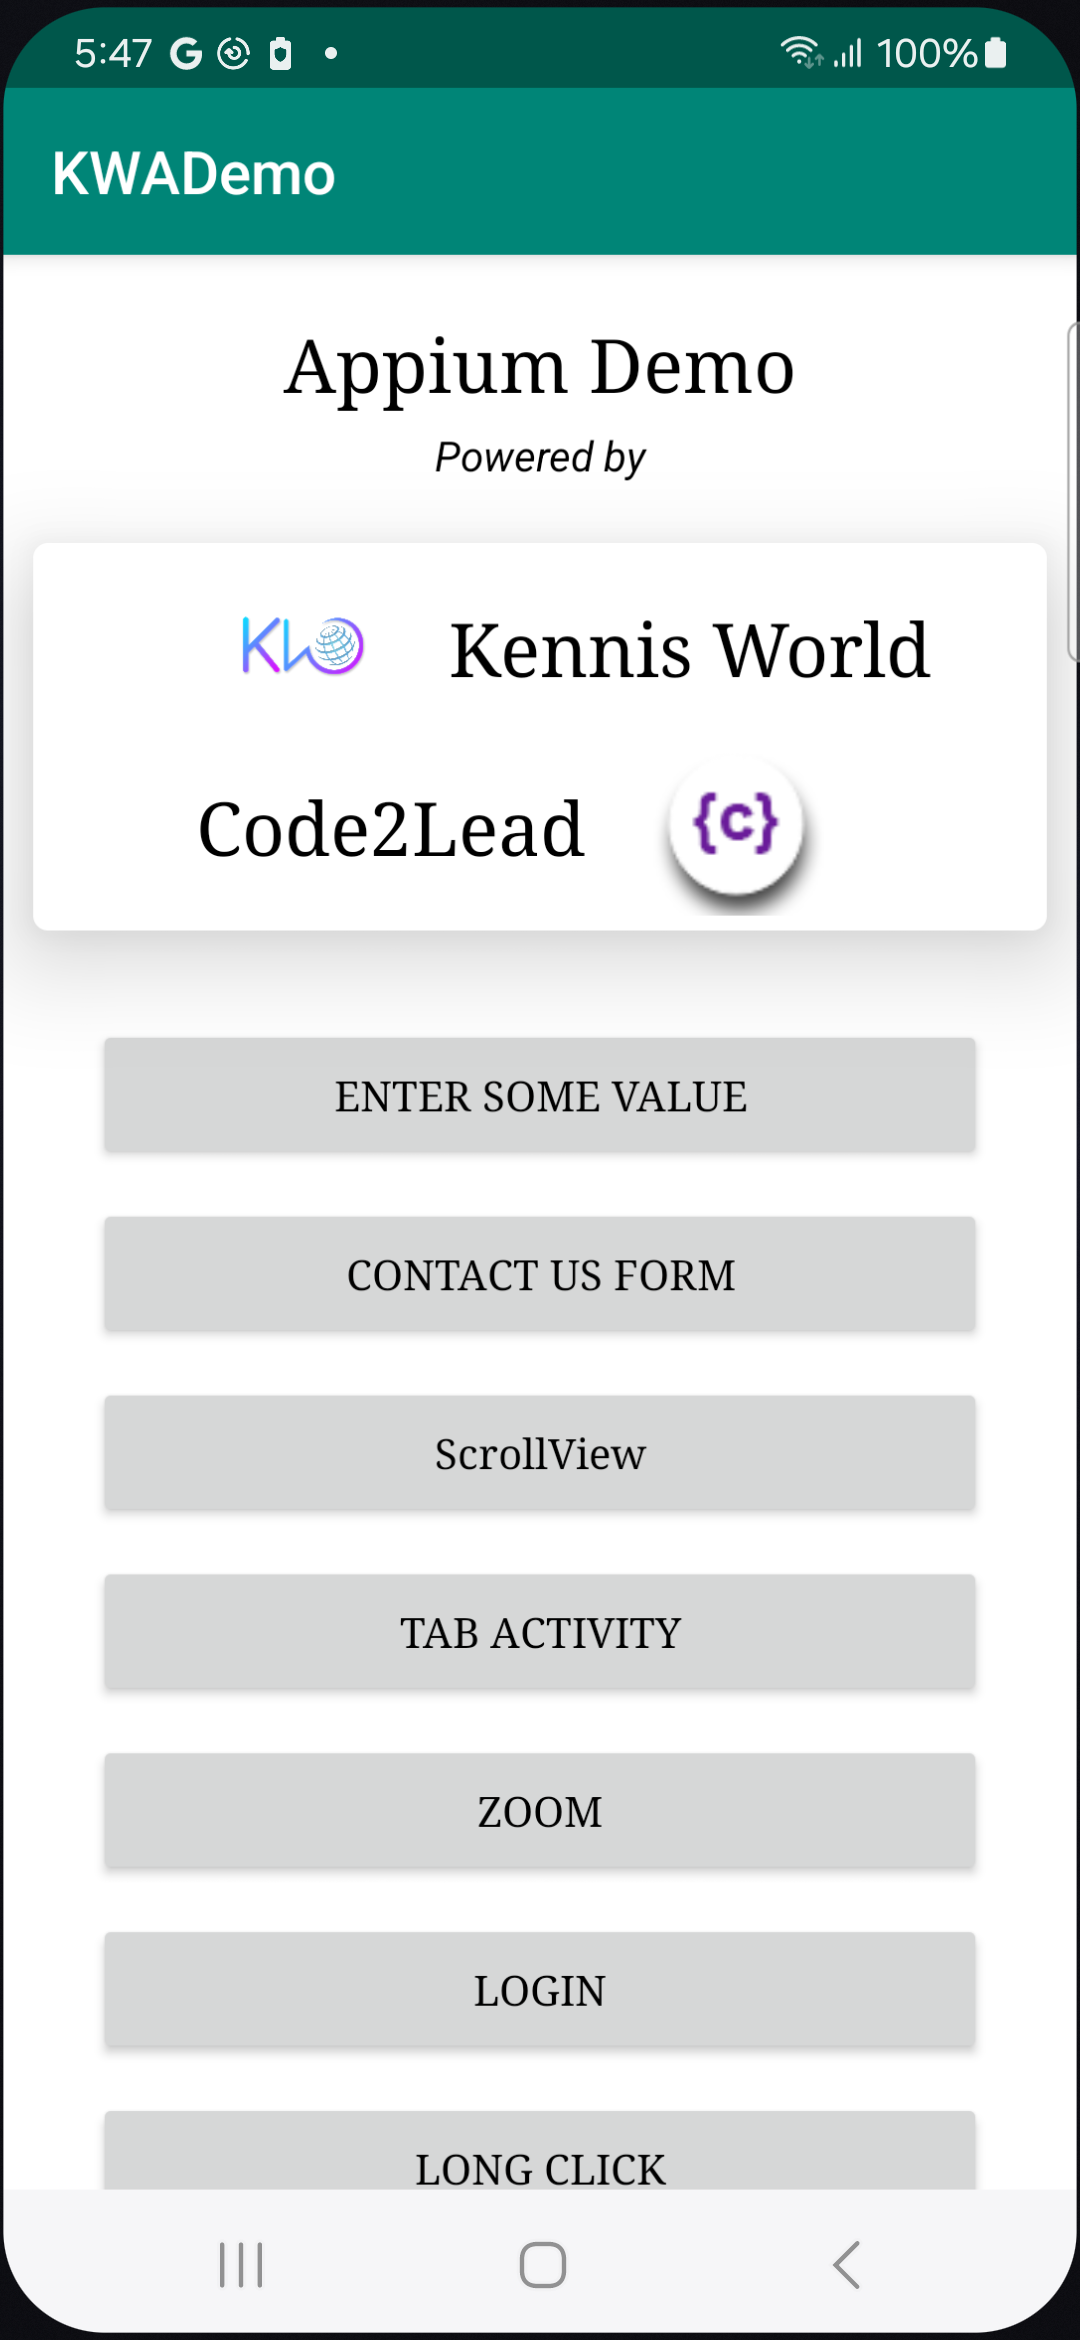 5:47 G 100%
KWADemo
Appium Demo
Powered by
KW Kennis World
Code2Lead {c}
ENTER SOME VALUE
CONTACT US FORM
ScrollView
TAB ACTIVITY
ZOOM
LOGIN
LONG CLICK